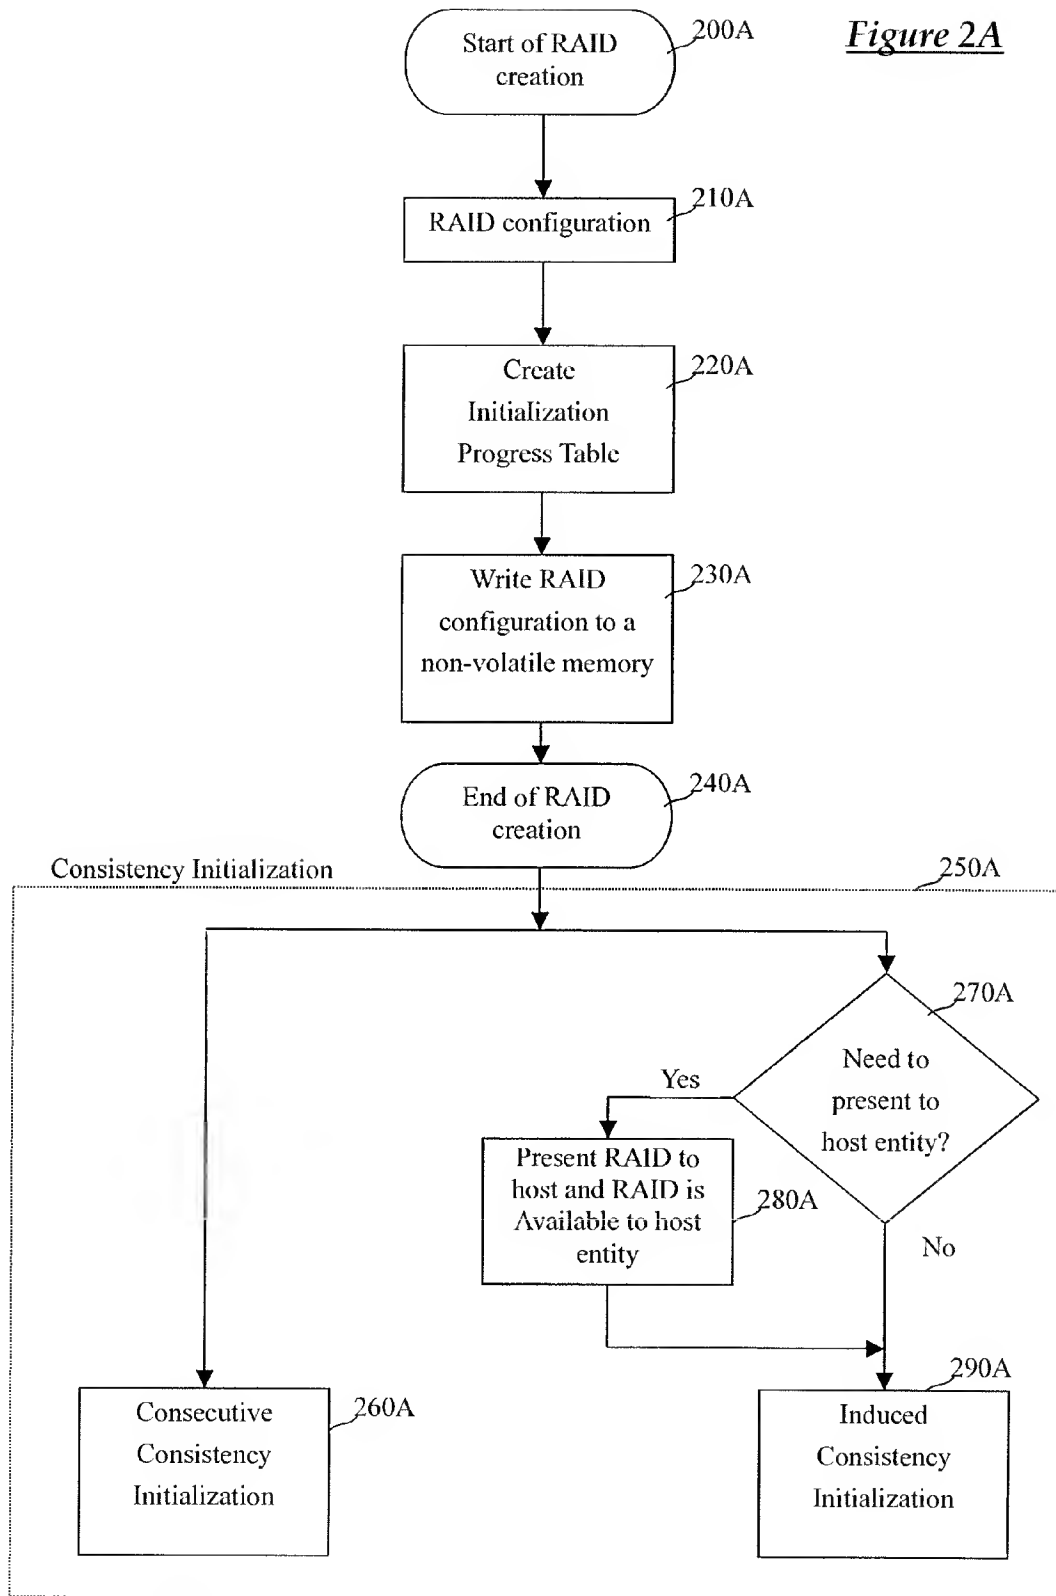 Figure 2A
200A
Start of RAID
creation
210A
RAID configuration
220A
Create
Initialization
Progress Table
230A
Write RAID
configuration to a
non-volatile memory
240A
End of RAID
creation
Consistency Initialization
250A
270A
Need to
present to
host entity?
Yes
Present RAID to
host and RAID is
Available to host
entity
280A
No
290A
260A
Consecutive
Consistency
Initialization
Induced
Consistency
Initialization